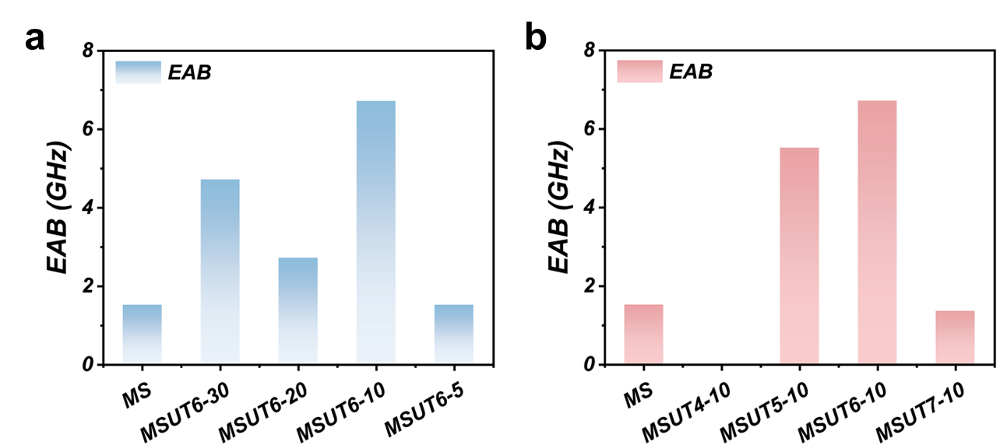 a
EAB
EAB (GHz)
8
6
4
2
0
MS
MSUT6-30
MSUT6-20
MSUT6-10
MSUT6-5
b
EAB
EAB (GHz)
8
6
4
2
0
MS
MSUT4-10
MSUT5-10
MSUT6-10
MSUT7-10